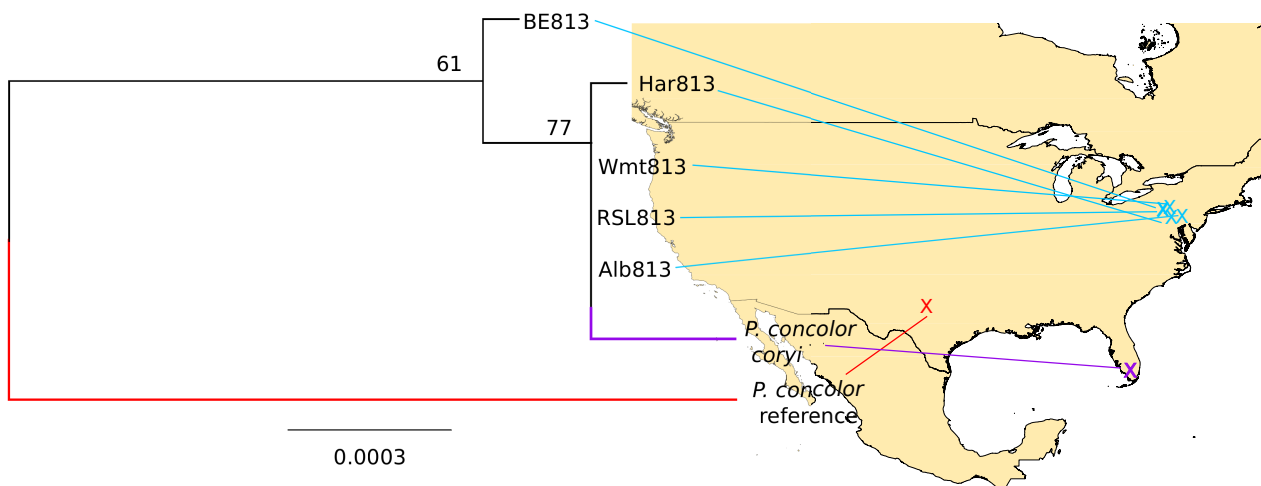 BE813
61
Har813
77
Wmt813
RSL813
Alb813
X
X
X
X
X
X
P. concolor
coryi
X
P. concolor
reference
0.0003